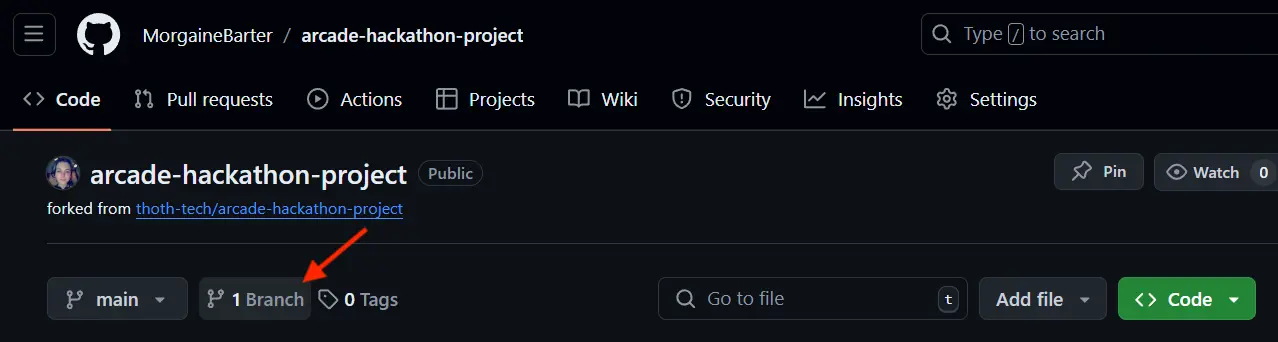 MorgaineBarter / arcade-hackathon-project Type / to search
Code Pull requests Actions Projects Wiki Security Insights Settings
arcade-hackathon-project Public Pin Watch 0
forked from thoth-tech/arcade-hackathon-project
main 1 Branch 0 Tags Go to file t Add file Code